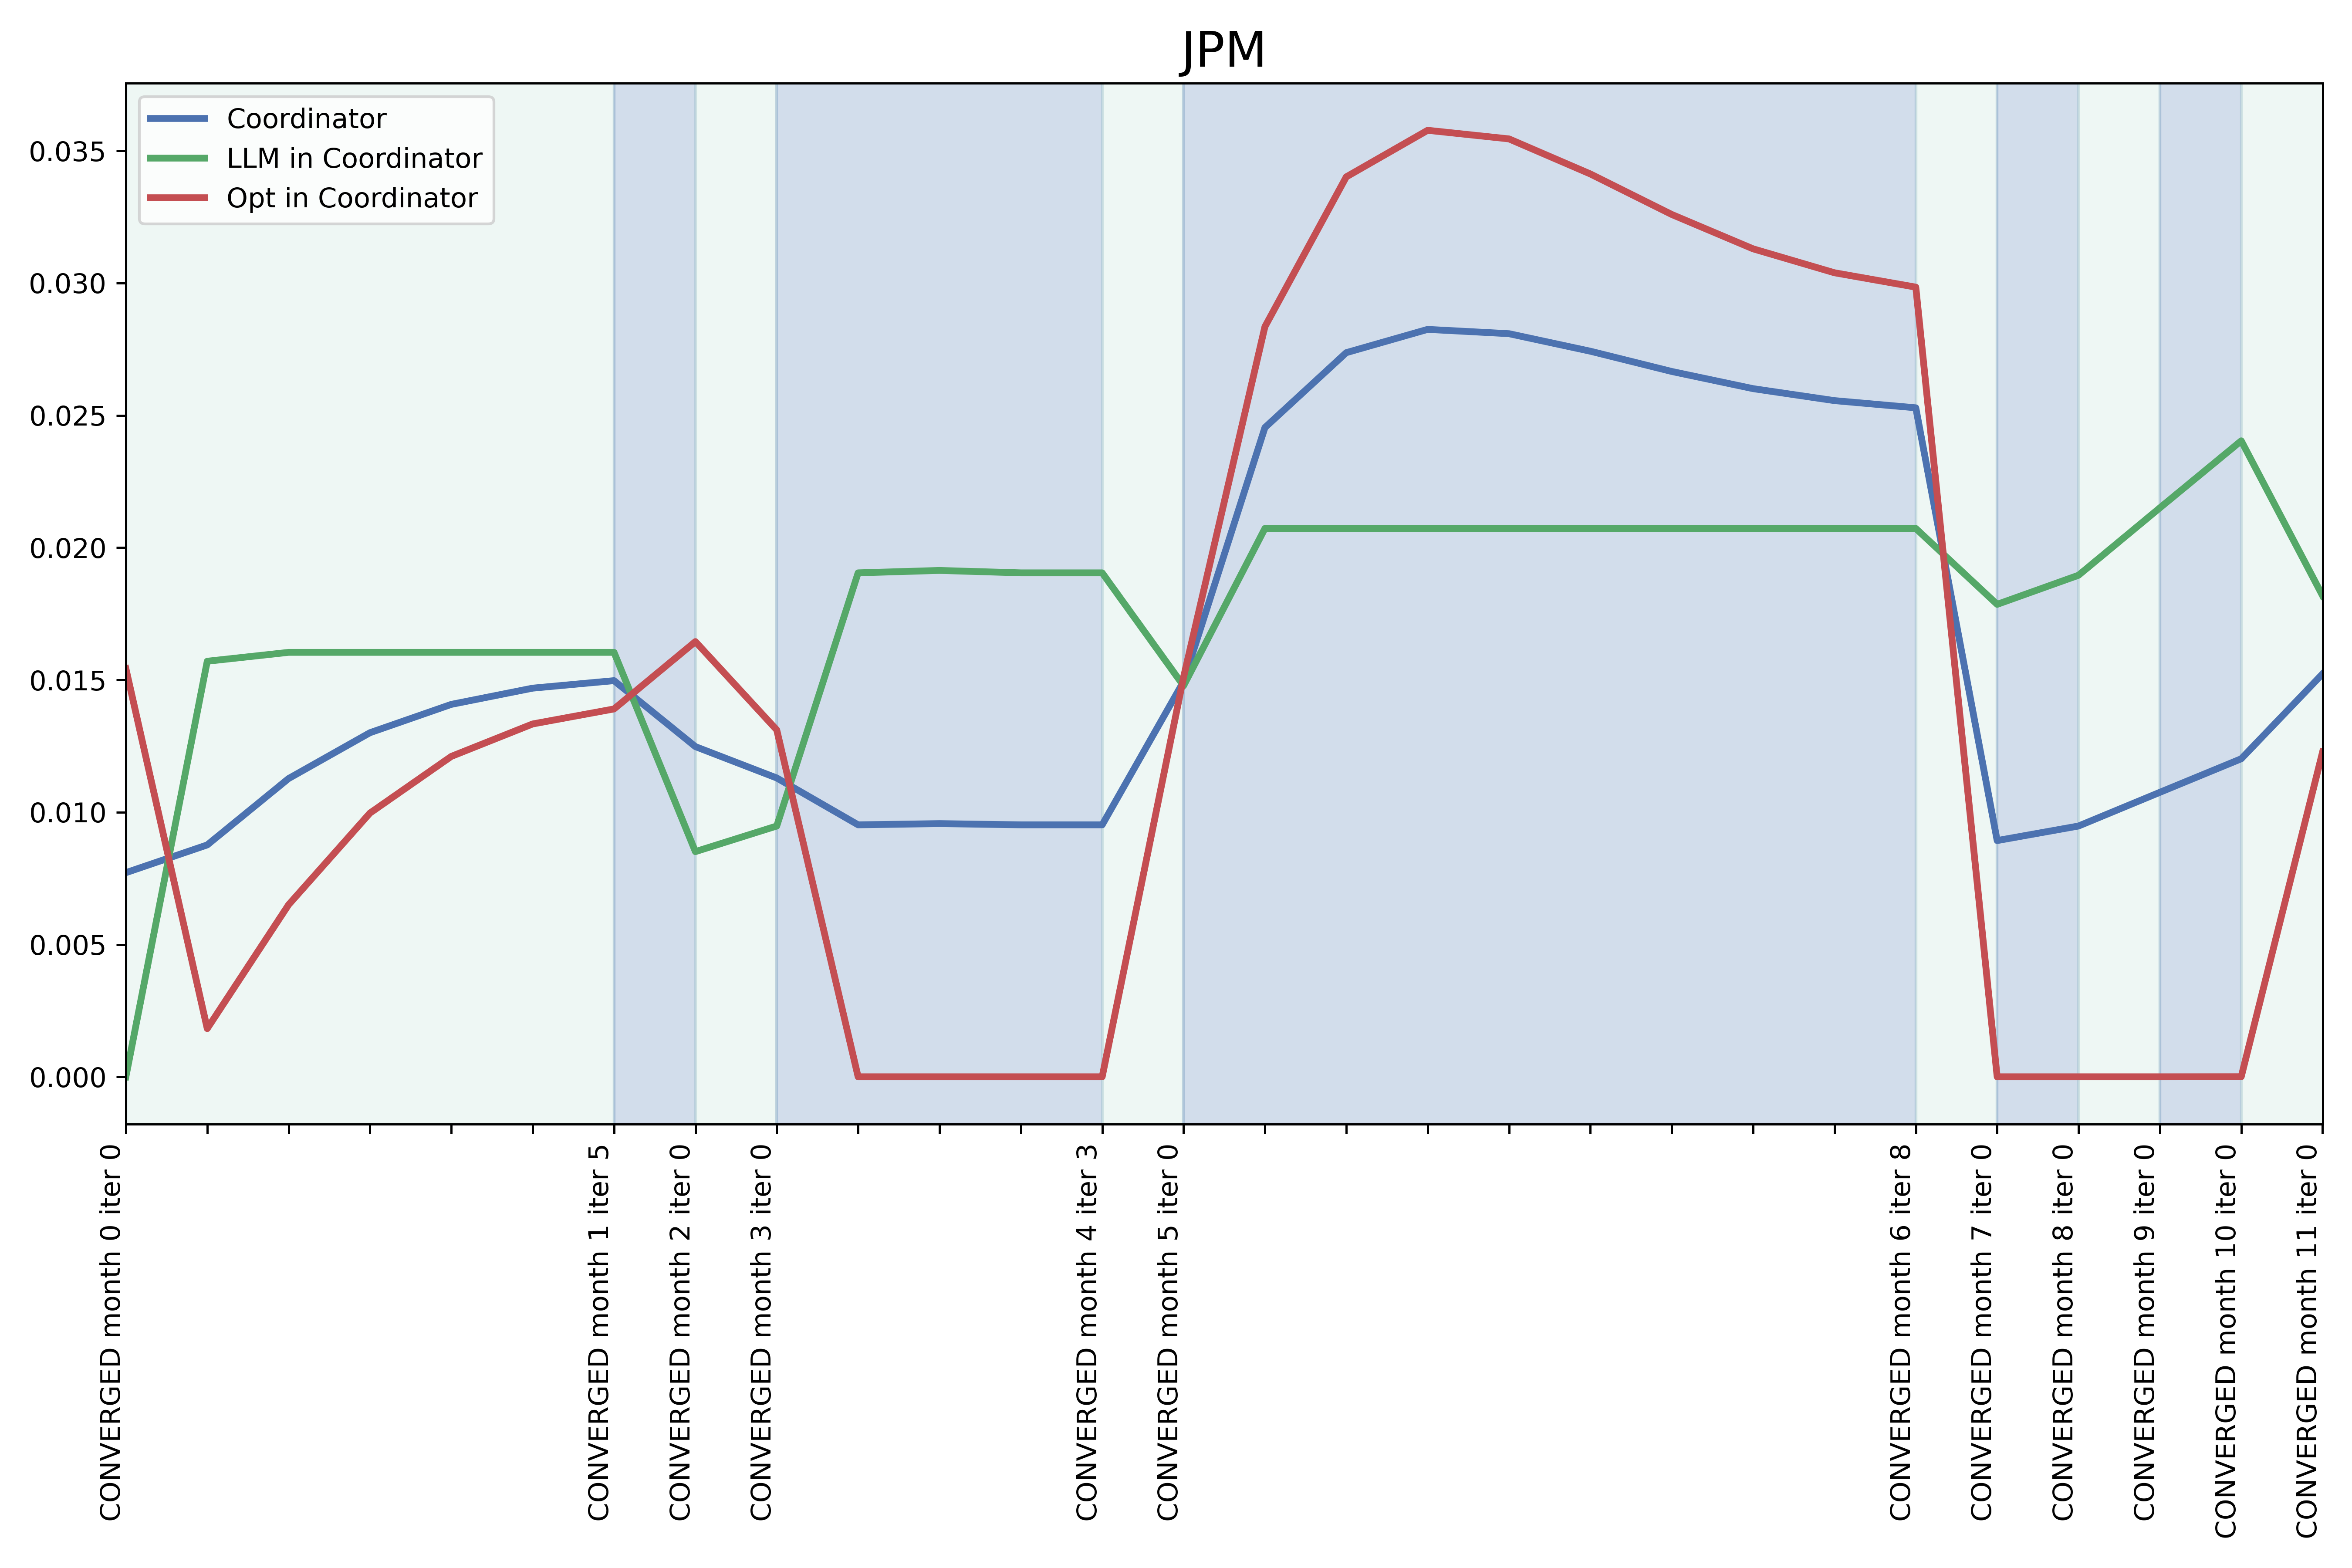 JPM
Coordinator
LLM in Coordinator
Opt in Coordinator
0.035
0.030
0.025
0.020
0.015
0.010
0.005
0.000
CONVERGED month 0 iter 0
CONVERGED month 1 iter 5
CONVERGED month 2 iter 0
CONVERGED month 3 iter 0
CONVERGED month 4 iter 3
CONVERGED month 5 iter 0
CONVERGED month 6 iter 8
CONVERGED month 7 iter 0
CONVERGED month 8 iter 0
CONVERGED month 9 iter 0
CONVERGED month 10 iter 0
CONVERGED month 11 iter 0